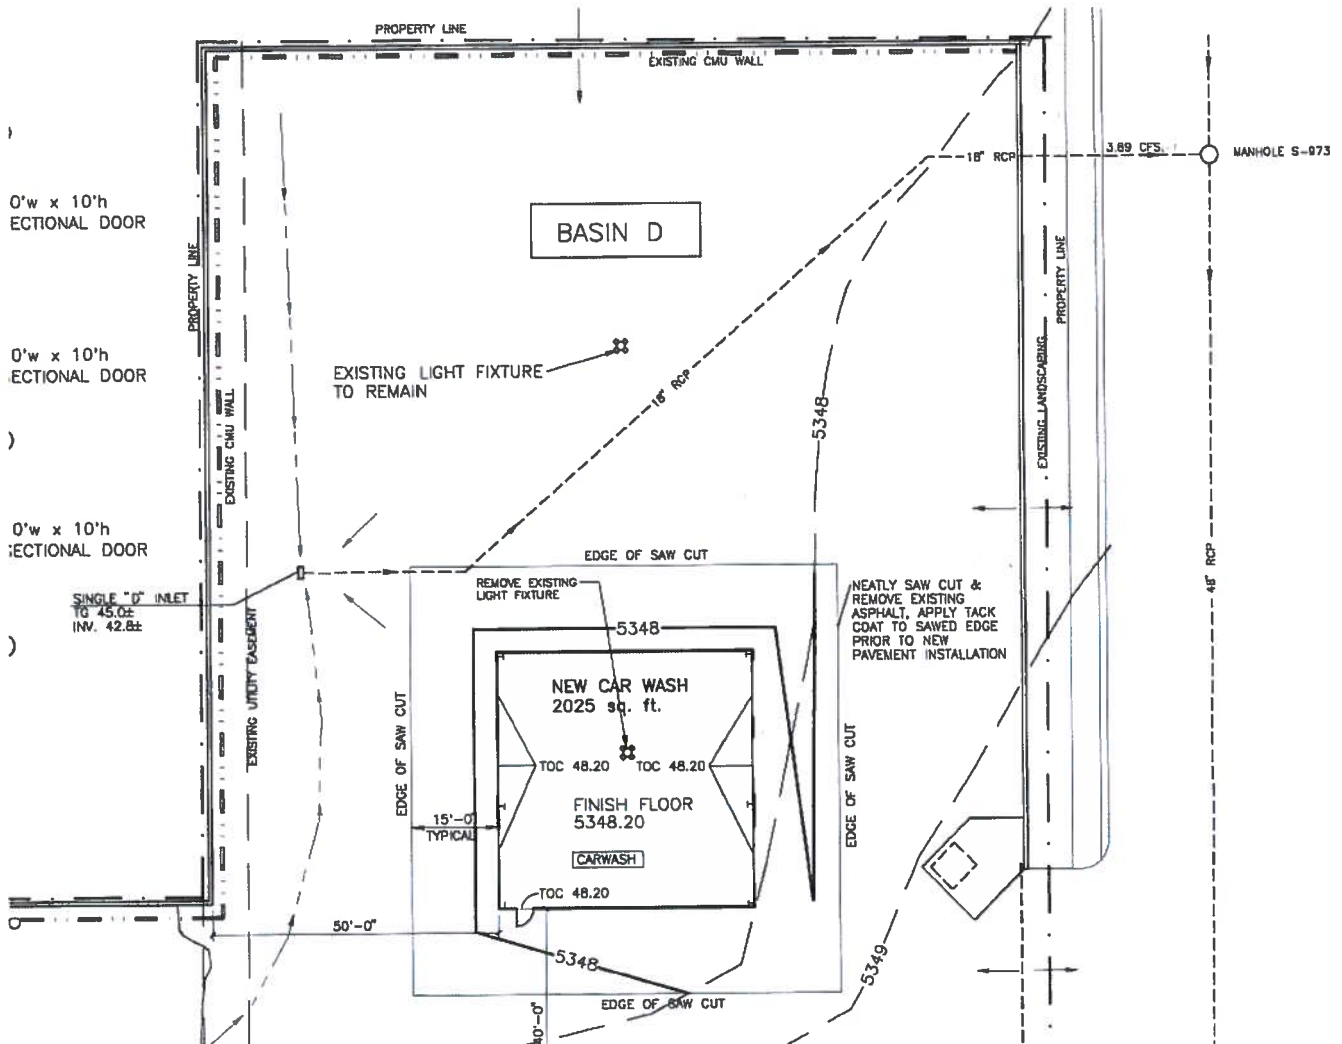 PROPERTY LINE
EXISTING CMU WALL
18" RCP
3.89 CFS.
MANHOLE S-973
0'w x 10'h
ECTIONAL DOOR
BASIN D
PROPERTY LINE
PROPERTY LINE
EXISTING LIGHT FIXTURE
TO REMAIN
18" RCP
0'w x 10'h
ECTIONAL DOOR
5348
EXISTING LANDSCAPING
EXISTING CMU WALL
0'w x 10'h
SECTIONAL DOOR
EDGE OF SAW CUT
48" RCP
REMOVE EXISTING
LIGHT FIXTURE
NEATLY SAW CUT &
REMOVE EXISTING
ASPHALT, APPLY TACK
COAT TO SAWED EDGE
PRIOR TO NEW
PAVEMENT INSTALLATION
SINGLE "D" INLET
TG 45.0±
INV. 42.8±
5348
EXISTING UTILITY EASEMENT
NEW CAR WASH
2025 sq. ft.
EDGE OF SAW CUT
TOC 48.20
TOC 48.20
EDGE OF SAW CUT
FINISH FLOOR
5348.20
15'-0"
TYPICAL
CARWASH
TOC 48.20
50'-0"
5348
5349
EDGE OF SAW CUT
40'-0"